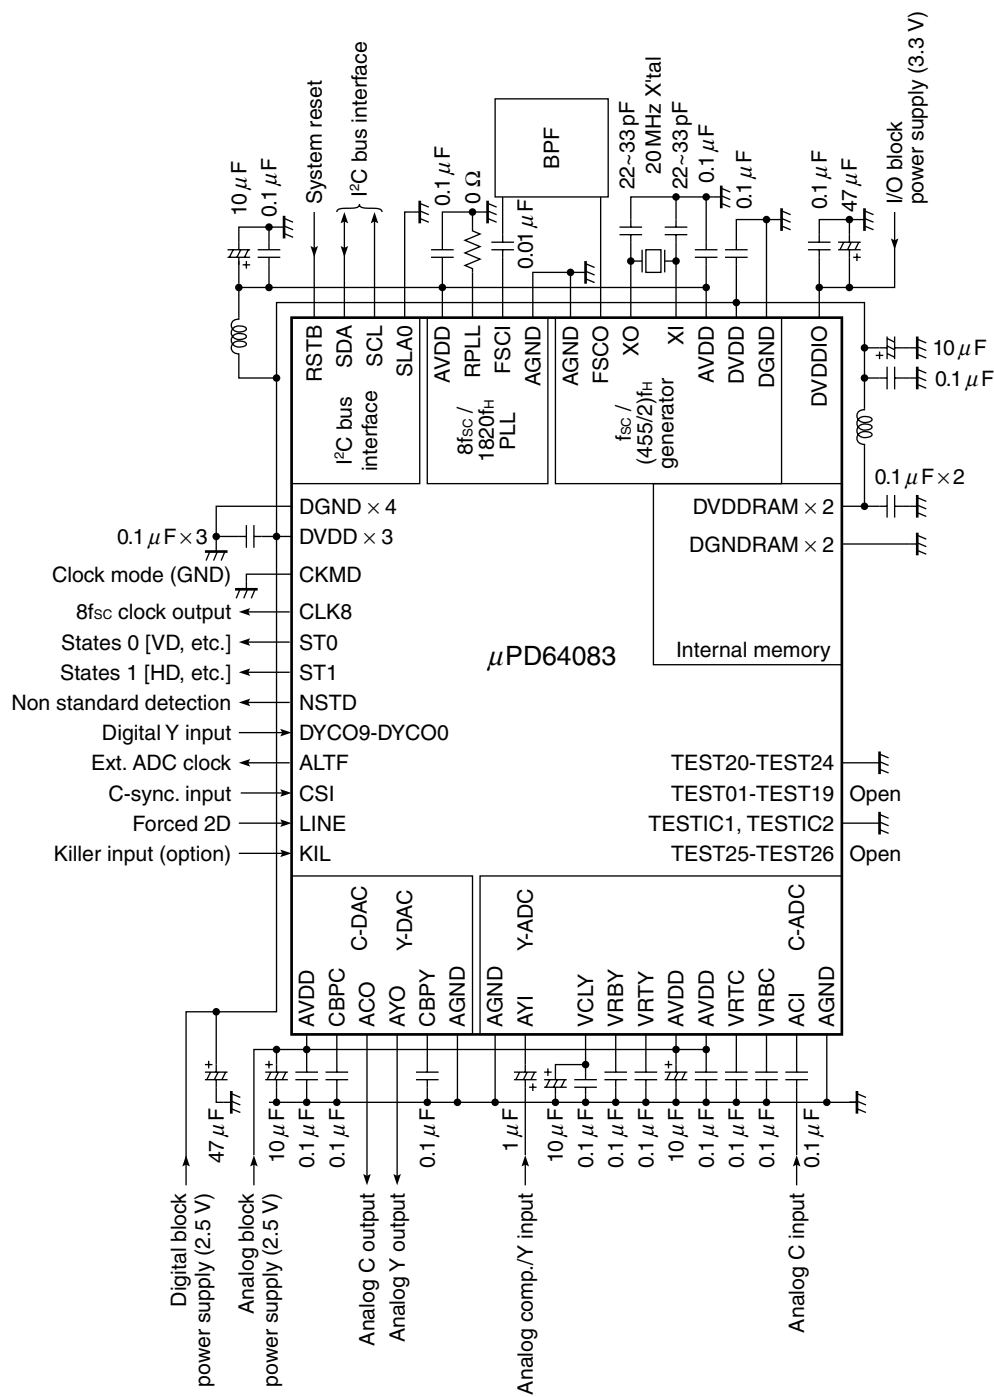 10 μF
0.1 μF
System reset
I²C bus interface
0.1 μF
0 Ω
0.01 μF
BPF
22~33 pF
20 MHz X'tal
22~33 pF
0.1 μF
0.1 μF
0.1 μF
47 μF
I/O block
power supply (3.3 V)
RSTB
SDA
SCL
SLA0
AVDD
RPLL
FSCI
AGND
AGND
FSCO
XO
XI
AVDD
DVDD
DGND
DVDDIO
10 μF
0.1 μF
I²C bus
interface
8fSC /
1820fH
PLL
fSC /
(455/2)fH
generator
0.1 μF × 2
DGND × 4
DVDD × 3
0.1 μF × 3
DVDDRAM × 2
DGNDRAM × 2
Clock mode (GND)
CKMD
8fSC clock output
CLK8
States 0 [VD, etc.]
ST0
μPD64083
Internal memory
States 1 [HD, etc.]
ST1
Non standard detection
NSTD
Digital Y input
DYCO9-DYCO0
Ext. ADC clock
ALTF
TEST20-TEST24
C-sync. input
CSI
TEST01-TEST19
Open
Forced 2D
LINE
TESTIC1, TESTIC2
Killer input (option)
KIL
TEST25-TEST26
Open
C-DAC
Y-DAC
Y-ADC
C-ADC
AVDD
CBPC
ACO
AYO
CBPY
AGND
AGND
AYI
VCLY
VRBY
VRTY
AVDD
AVDD
VRTC
VRBC
ACI
AGND
47 μF
10 μF
0.1 μF
0.1 μF
0.1 μF
1 μF
10 μF
0.1 μF
0.1 μF
0.1 μF
10 μF
0.1 μF
0.1 μF
0.1 μF
0.1 μF
Digital block
power supply (2.5 V)
Analog block
power supply (2.5 V)
Analog C output
Analog Y output
Analog comp./Y input
Analog C input